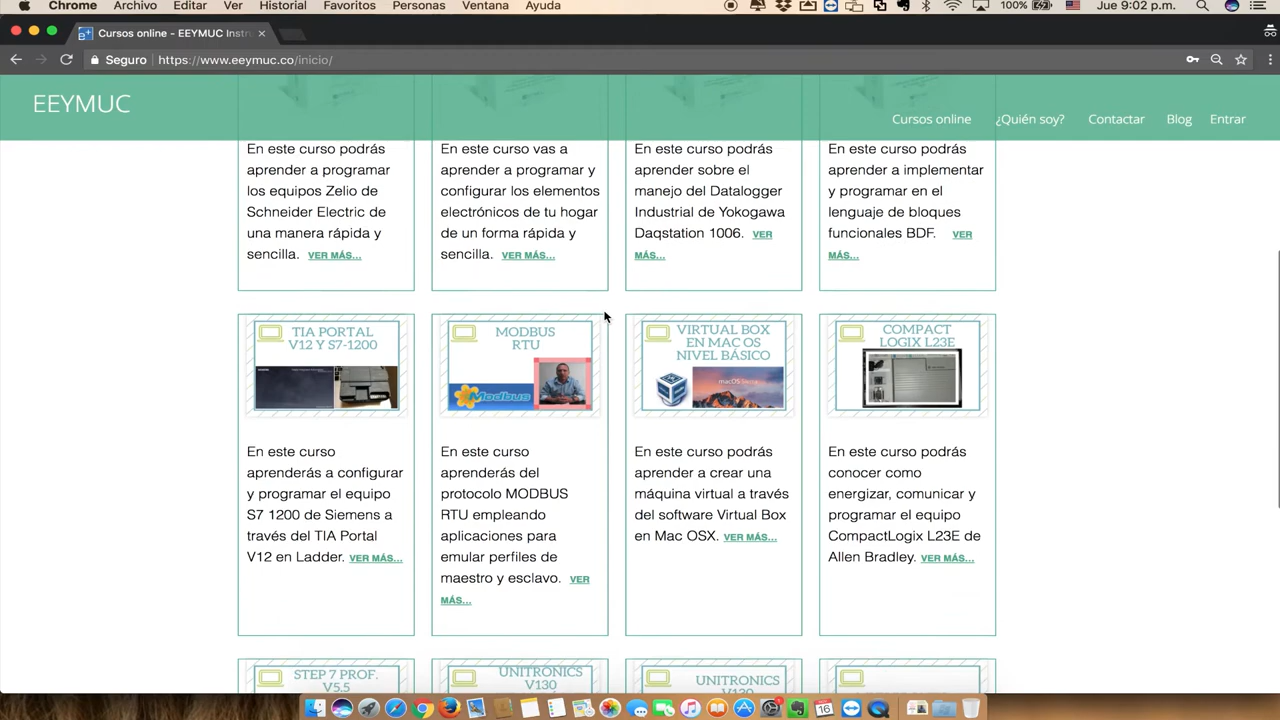 Chrome Archivo Editar Ver Historial Favoritos Personas Ventana Ayuda 100% Jue 9:02 p.m.
Cursos online - EEYMUC Inst
Seguro https://www.eeymuc.co/inicio/
EEYMUC
Cursos online ¿Quién soy? Contactar Blog Entrar
En este curso podrás
aprender a programar
los equipos Zelio de
Schneider Electric de
una manera rápida y
sencilla. VER MÁS...
En este curso vas a
aprender a programar y
configurar los elementos
electrónicos de tu hogar
de un forma rápida y
sencilla. VER MÁS...
En este curso podrás
aprender sobre el
manejo del Datalogger
Industrial de Yokogawa
Daqstation 1006. VER
MÁS...
En este curso podrás
aprender a implementar
y programar en el
lenguaje de bloques
funcionales BDF. VER
MÁS...
TIA PORTAL
V12 Y S7-1200
En este curso
aprenderás a configurar
y programar el equipo
S7 1200 de Siemens a
través del TIA Portal
V12 en Ladder. VER MÁS...
MODBUS
RTU
Modbus
En este curso
aprenderás del
protocolo MODBUS
RTU empleando
aplicaciones para
emular perfiles de
maestro y esclavo. VER
MÁS...
VIRTUAL BOX
EN MAC OS
NIVEL BÁSICO
macOS Sierra
En este curso podrás
aprender a crear una
máquina virtual a través
del software Virtual Box
en Mac OSX. VER MÁS...
COMPACT
LOGIX L23E
En este curso podrás
conocer como
energizar, comunicar y
programar el equipo
CompactLogix L23E de
Allen Bradley. VER MÁS...
STEP 7 PROF.
V5.5
UNITRONICS
V130
UNITRONICS
V130
16